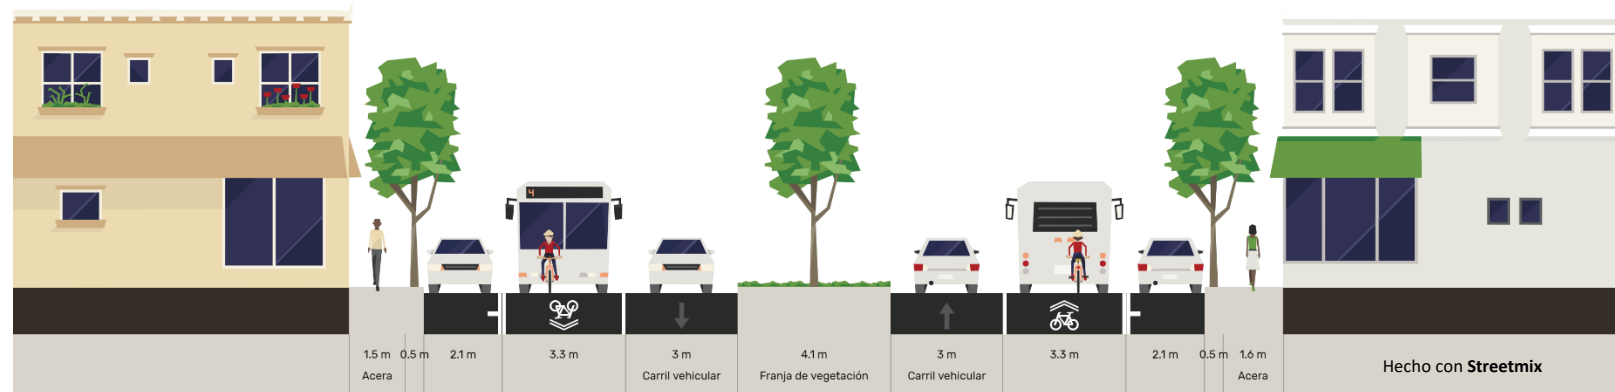 4
1.5 m
0.5 m
2.1 m
3.3 m
3 m
4.1 m
3 m
3.3 m
2.1 m
0.5 m
1.6 m
Acera
Carril vehicular
Franja de vegetación
Carril vehicular
Acera
Hecho con Streetmix